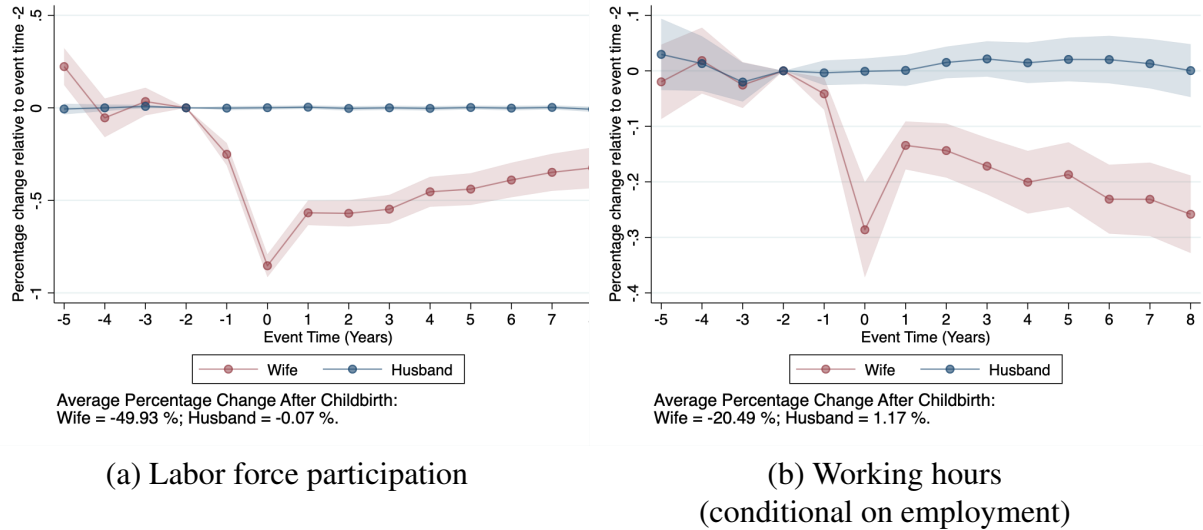 Percentage change relative to event time -2
.5
0
-.5
-1
-5 -4 -3 -2 -1 0 1 2 3 4 5 6 7
Event Time (Years)
Wife Husband
Average Percentage Change After Childbirth:
Wife = -49.93 %; Husband = -0.07 %.
(a) Labor force participation
Percentage change relative to event time -2
.1
0
-.1
-.2
-.3
-.4
-5 -4 -3 -2 -1 0 1 2 3 4 5 6 7 8
Event Time (Years)
Wife Husband
Average Percentage Change After Childbirth:
Wife = -20.49 %; Husband = 1.17 %.
(b) Working hours
(conditional on employment)